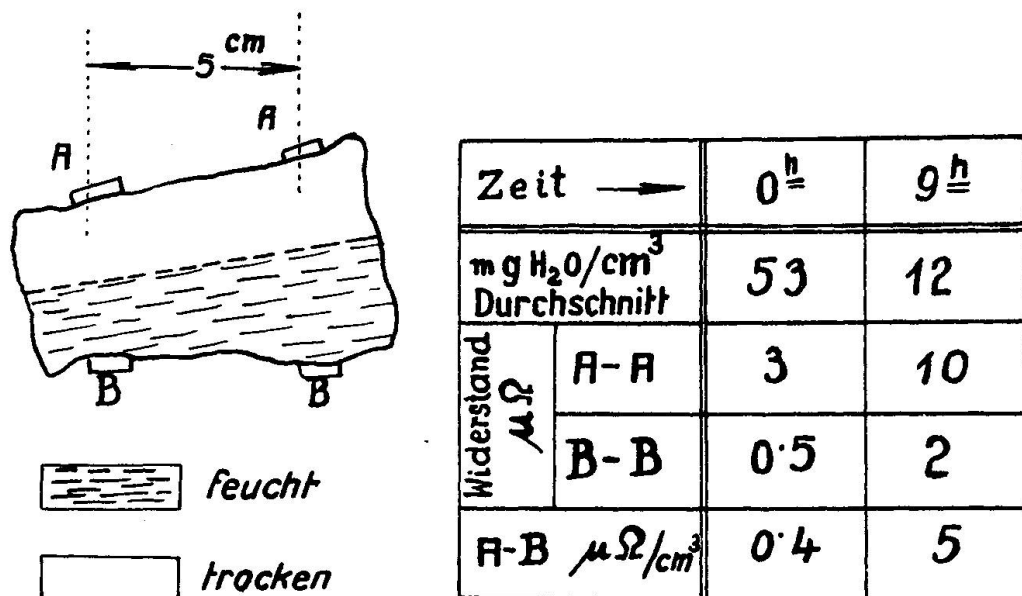 cm
5
A
A
B
B
feucht
trocken
Zeit → 0h 9h
mg H₂O/cm³
Durchschnitt 53 12
Widerstand
μΩ
A-A 3 10
B-B 0·5 2
A-B μΩ/cm³ 0·4 5